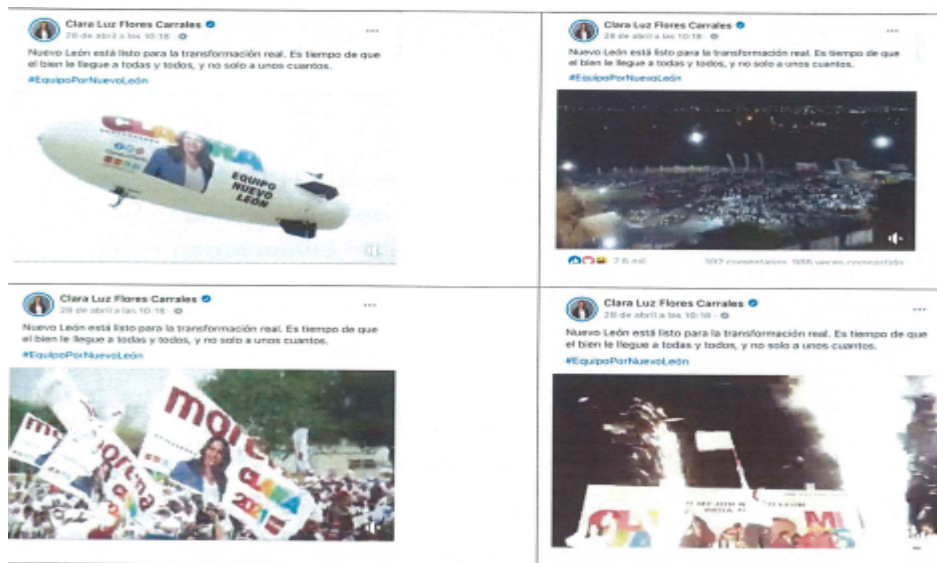 Clara Luz Flores Carrales
28 de abril a las 10:18
Nuevo León está listo para la transformación real. Es tiempo de que
el bien le llegue a todas y todos, y no solo a unos cuantos.
#EquipoPorNuevoLeón
CLARA
EQUIPO
NUEVO
LEÓN
Clara Luz Flores Carrales
28 de abril a las 10:18
Nuevo León está listo para la transformación real. Es tiempo de que
el bien le llegue a todas y todos, y no solo a unos cuantos.
#EquipoPorNuevoLeón
2.6 mil
Clara Luz Flores Carrales
28 de abril a las 10:18
Nuevo León está listo para la transformación real. Es tiempo de que
el bien le llegue a todas y todos, y no solo a unos cuantos.
#EquipoPorNuevoLeón
morena
morena
CLARA
2021
Clara Luz Flores Carrales
28 de abril a las 10:18
Nuevo León está listo para la transformación real. Es tiempo de que
el bien le llegue a todas y todos, y no solo a unos cuantos.
#EquipoPorNuevoLeón